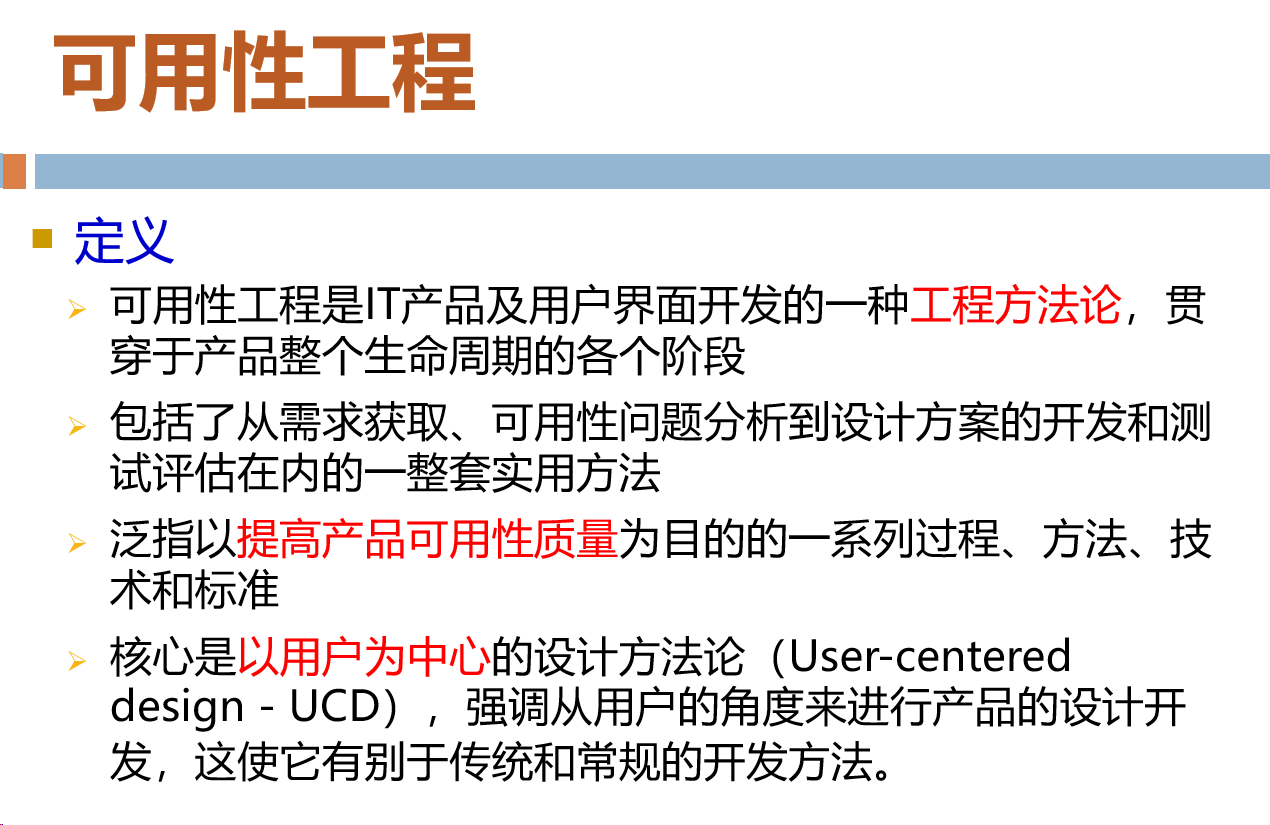 可用性工程
定义
可用性工程是IT产品及用户界面开发的一种工程方法论，贯
穿于产品整个生命周期的各个阶段
包括了从需求获取、可用性问题分析到设计方案的开发和测
试评估在内的一整套实用方法
泛指以提高产品可用性质量为目的的一系列过程、方法、技
术和标准
核心是以用户为中心的设计方法论（User-centered
design - UCD），强调从用户的角度来进行产品的设计开
发，这使它有别于传统和常规的开发方法。